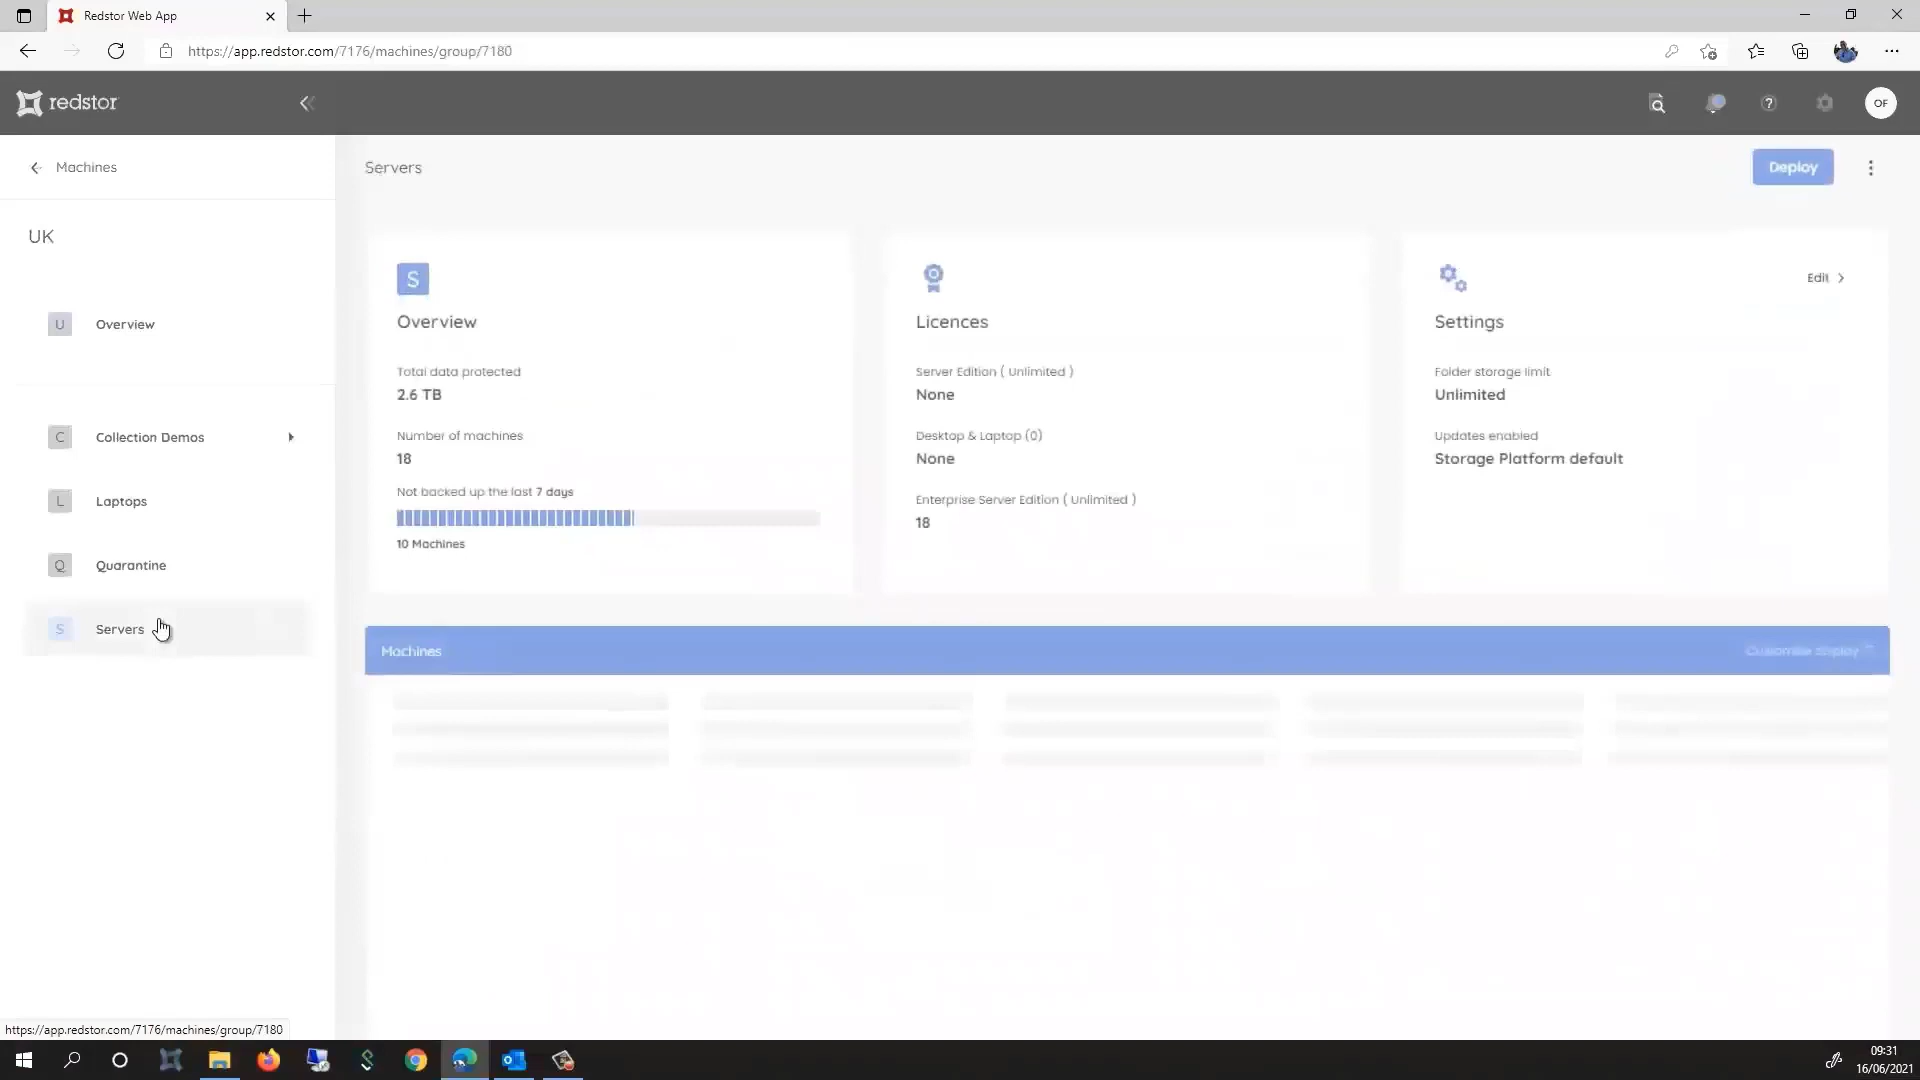 Redstor Web App
https://app.redstor.com/7176/machines/group/7180
redstor
OF
Machines
Servers
Deploy
UK
U Overview
C Collection Demos
L Laptops
Q Quarantine
S Servers
S
Overview
Total data protected
2.6 TB
Number of machines
18
Not backed up the last 7 days
10 Machines
Licences
Server Edition ( Unlimited )
None
Desktop & Laptop (0)
None
Enterprise Server Edition ( Unlimited )
18
Edit
Settings
Folder storage limit
Unlimited
Updates enabled
Storage Platform default
Machines
Customise display
https://app.redstor.com/7176/machines/group/7180
09:31
16/06/2021